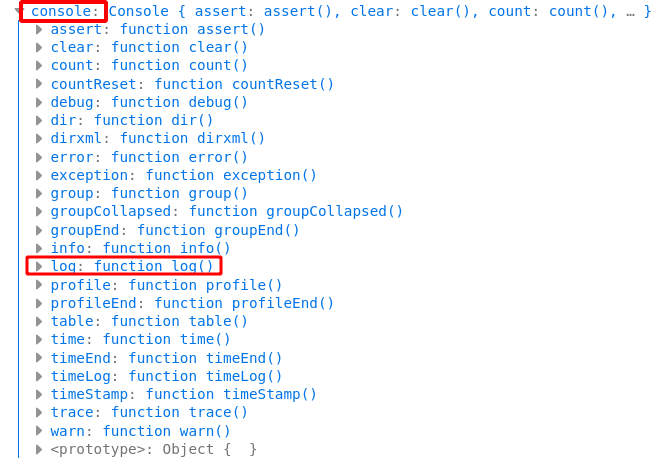 console: Console { assert: assert(), clear: clear(), count: count(), … }
assert: function assert()
clear: function clear()
count: function count()
countReset: function countReset()
debug: function debug()
dir: function dir()
dirxml: function dirxml()
error: function error()
exception: function exception()
group: function group()
groupCollapsed: function groupCollapsed()
groupEnd: function groupEnd()
info: function info()
log: function log()
profile: function profile()
profileEnd: function profileEnd()
table: function table()
time: function time()
timeEnd: function timeEnd()
timeLog: function timeLog()
timeStamp: function timeStamp()
trace: function trace()
warn: function warn()
<prototype>: Object {  }